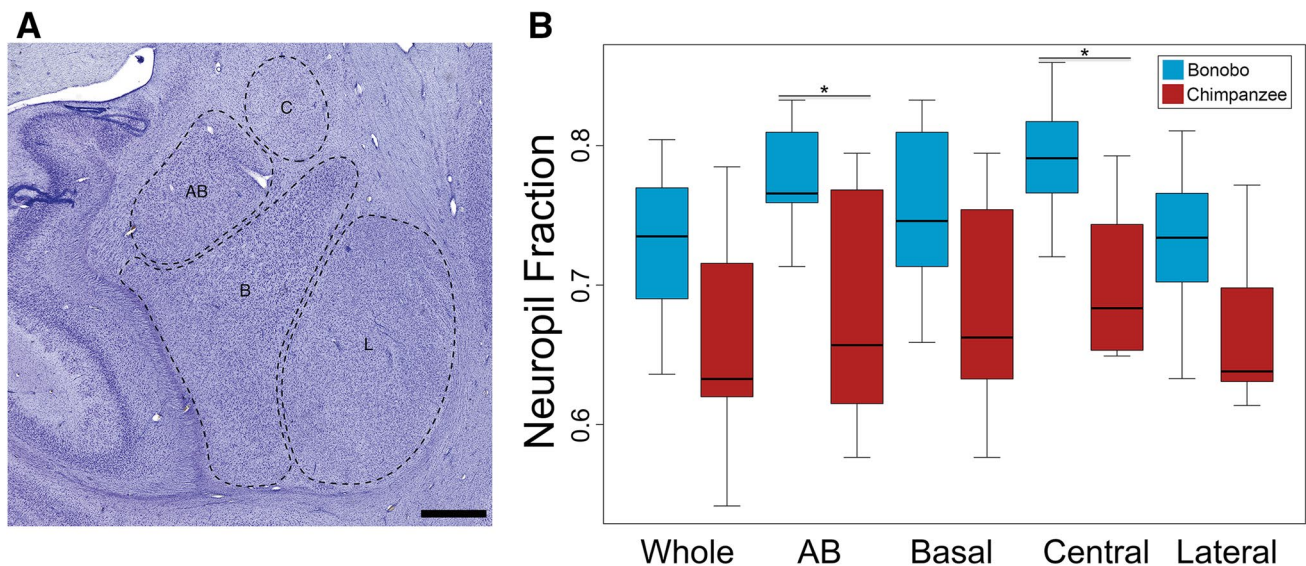 A
C
AB
B
L
B
Neuropil Fraction
0.8
0.7
0.6
*
*
Bonobo
Chimpanzee
Whole AB Basal Central Lateral